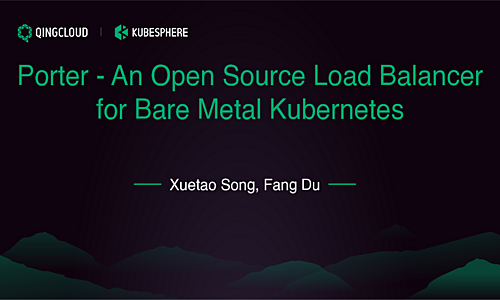 QINGCLOUD | KUBESPHERE
Porter - An Open Source Load Balancer
for Bare Metal Kubernetes
Xuetao Song, Fang Du